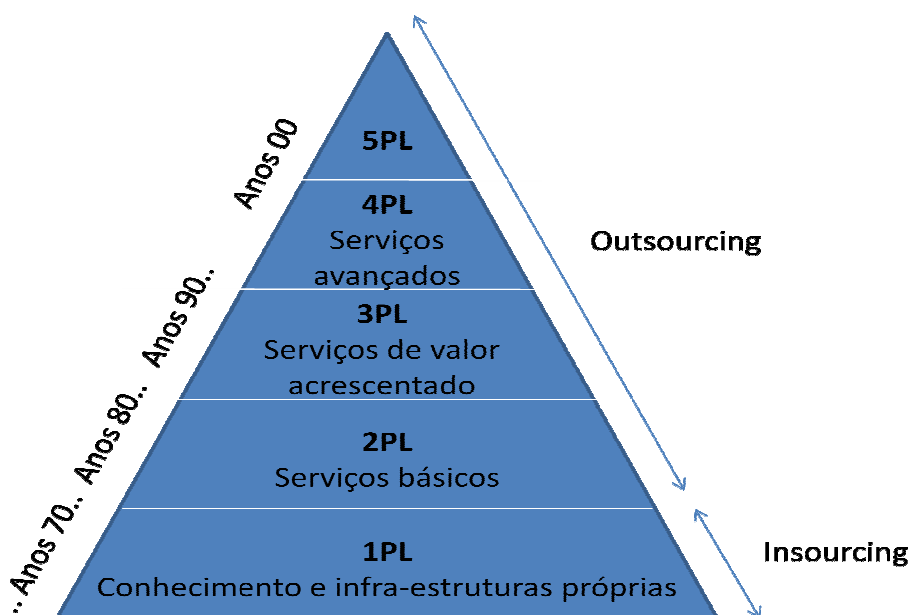 5PL
4PL
Serviços
avançados
3PL
Serviços de valor
acrescentado
2PL
Serviços básicos
1PL
Conhecimento e infra-estruturas próprias
.. Anos 70.. Anos 80.. Anos 90..
Anos 00
Outsourcing
Insourcing